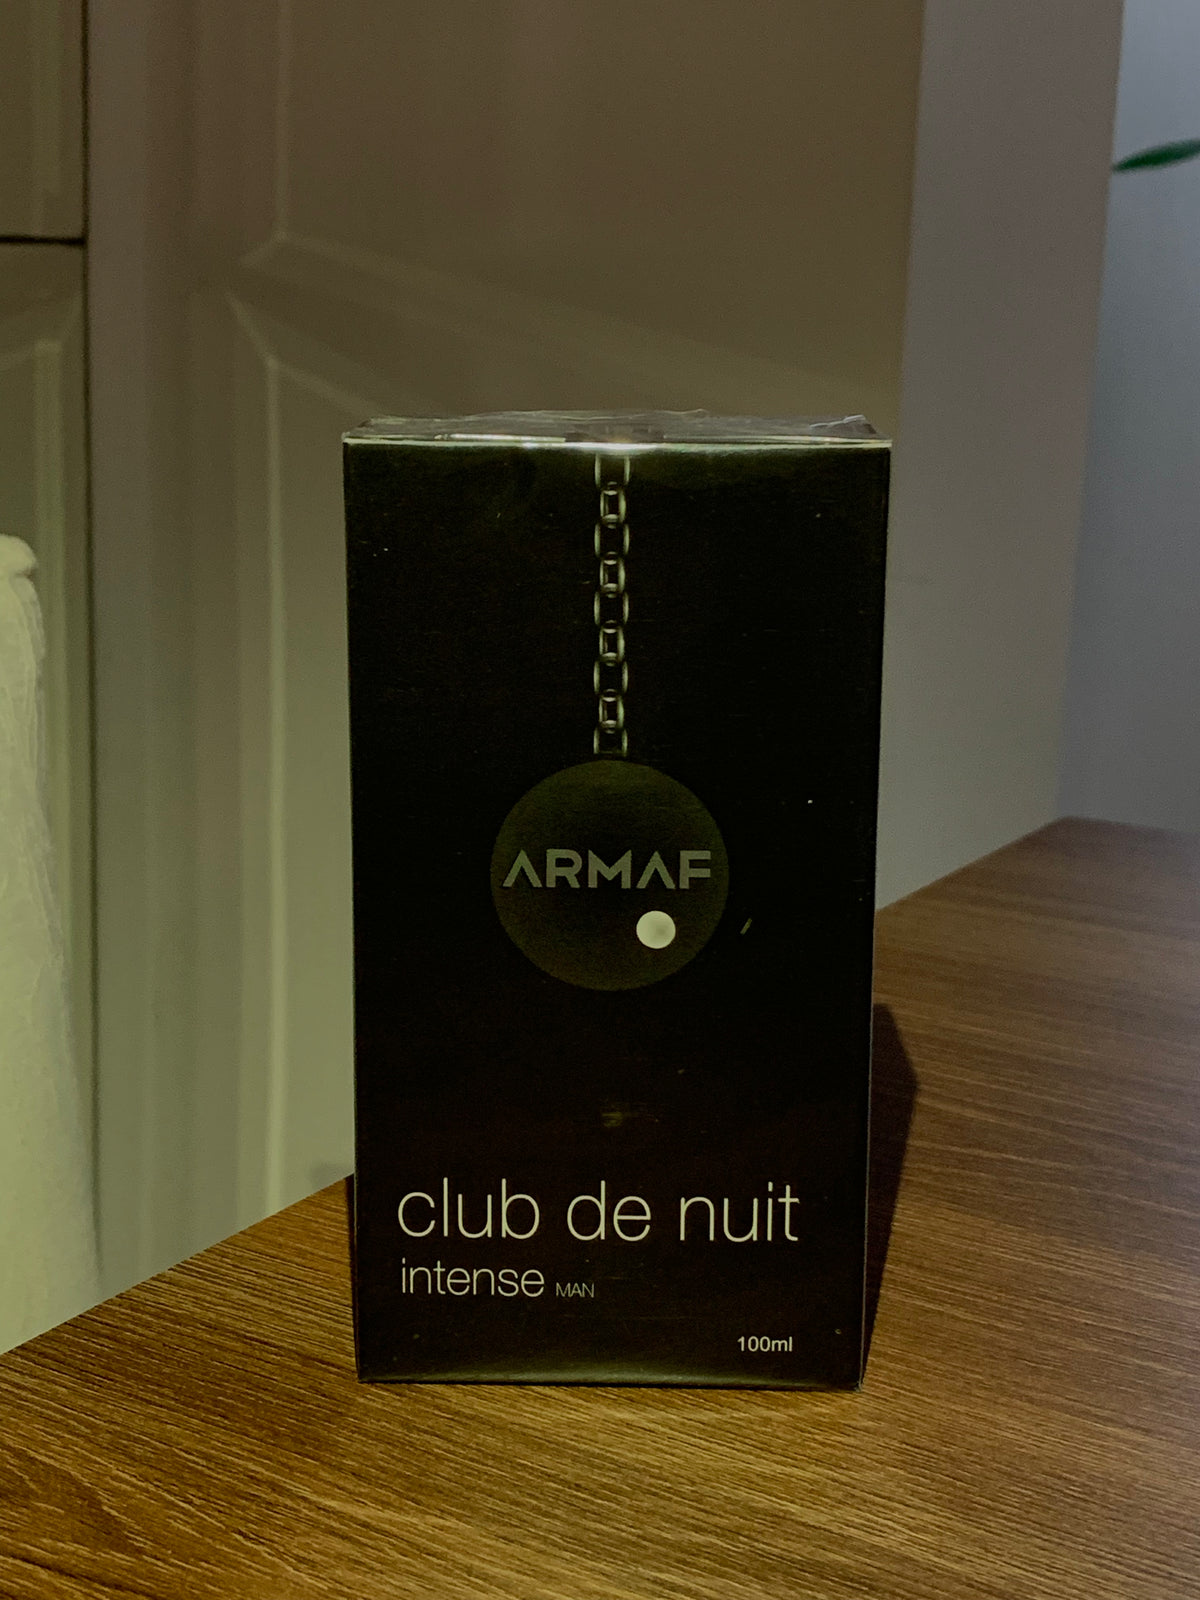 ARMAF
club de nuit
intense MAN
100ml